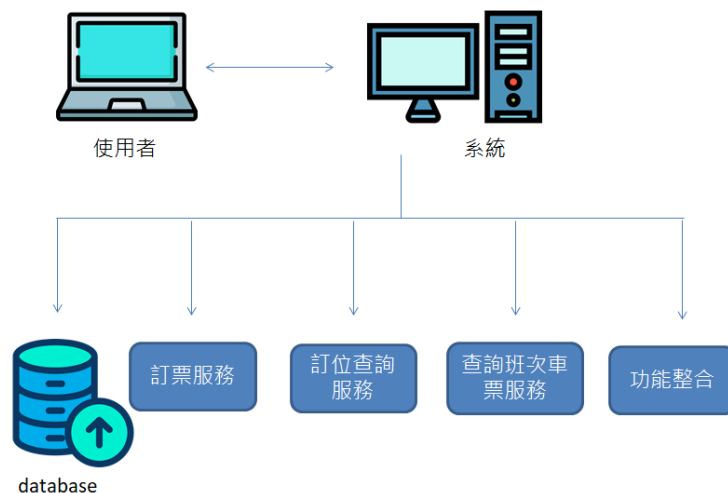 使用者
系統
訂票服務
訂位查詢
服務
查詢班次車
票服務
功能整合
database